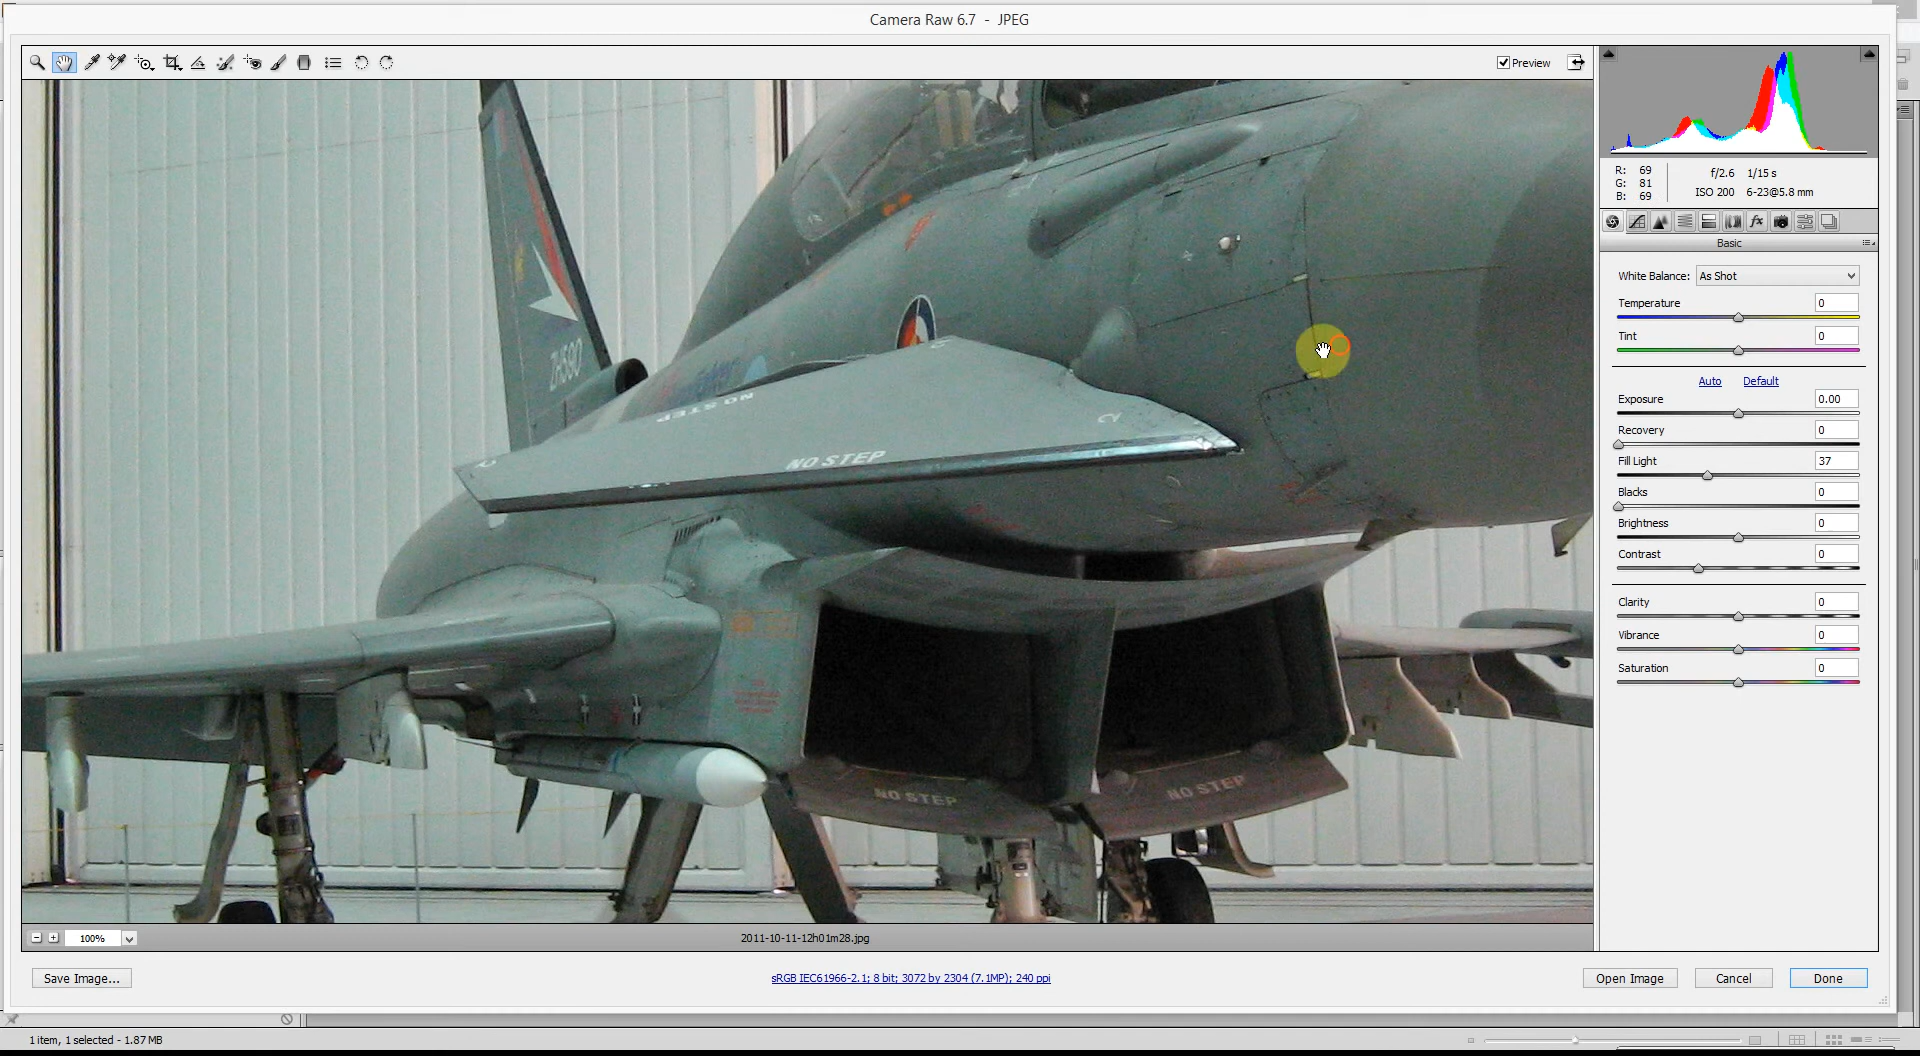 Camera Raw 6.7 - JPEG
Preview
R: 69
G: 81
B: 69
f/2.6 1/15 s
ISO 200 6-23@5.8 mm
fx
Basic
White Balance: As Shot
Temperature 0
Tint 0
Auto Default
Exposure 0.00
Recovery 0
Fill Light 37
Blacks 0
Brightness 0
Contrast 0
Clarity 0
Vibrance 0
Saturation 0
ZH590
NO STEP
NO STEP
NO STEP
NO STEP
100%
2011-10-11-12h01m28.jpg
Save Image...
sRGB IEC61966-2.1; 8 bit; 3072 by 2304 (7.1MP); 240 ppi
Open Image Cancel Done
1 item, 1 selected - 1.87 MB